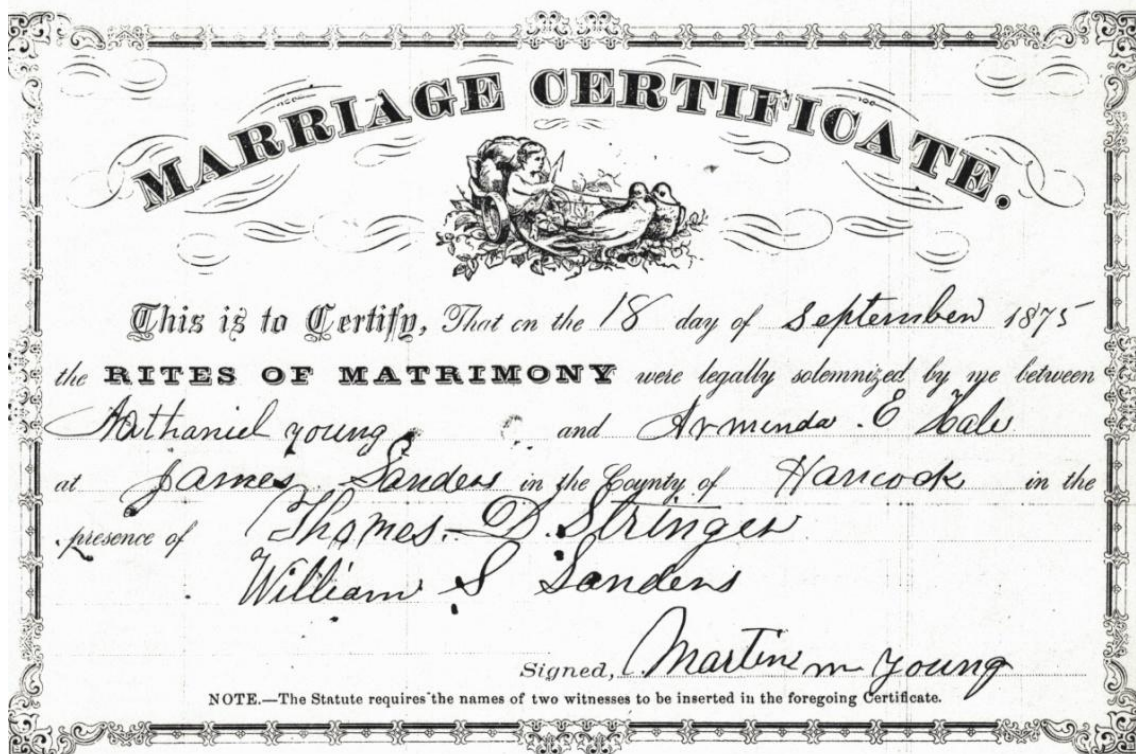 MARRIAGE CERTIFICATE.
This is to Certify, That on the 18 day of September 1875
the RITES OF MATRIMONY were legally solemnized by me between
Nathaniel young and Armenda . E Hale
at James Sanders in the County of Hancock in the
presence of Thomas. D. Stringer
William S Sanders
Signed, Martin m young
NOTE.—The Statute requires the names of two witnesses to be inserted in the foregoing Certificate.